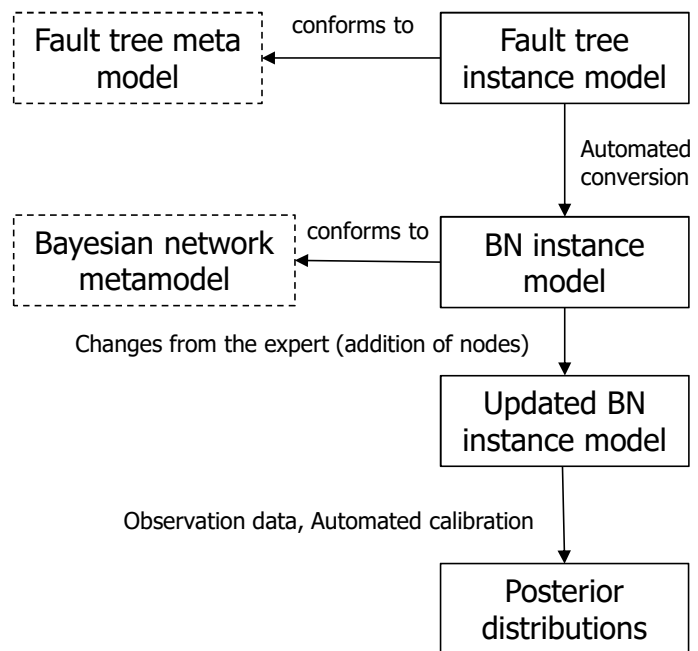 Fault tree meta
model
conforms to
Fault tree
instance model
Automated
conversion
Bayesian network
metamodel
conforms to
BN instance
model
Changes from the expert (addition of nodes)
Updated BN
instance model
Observation data, Automated calibration
Posterior
distributions